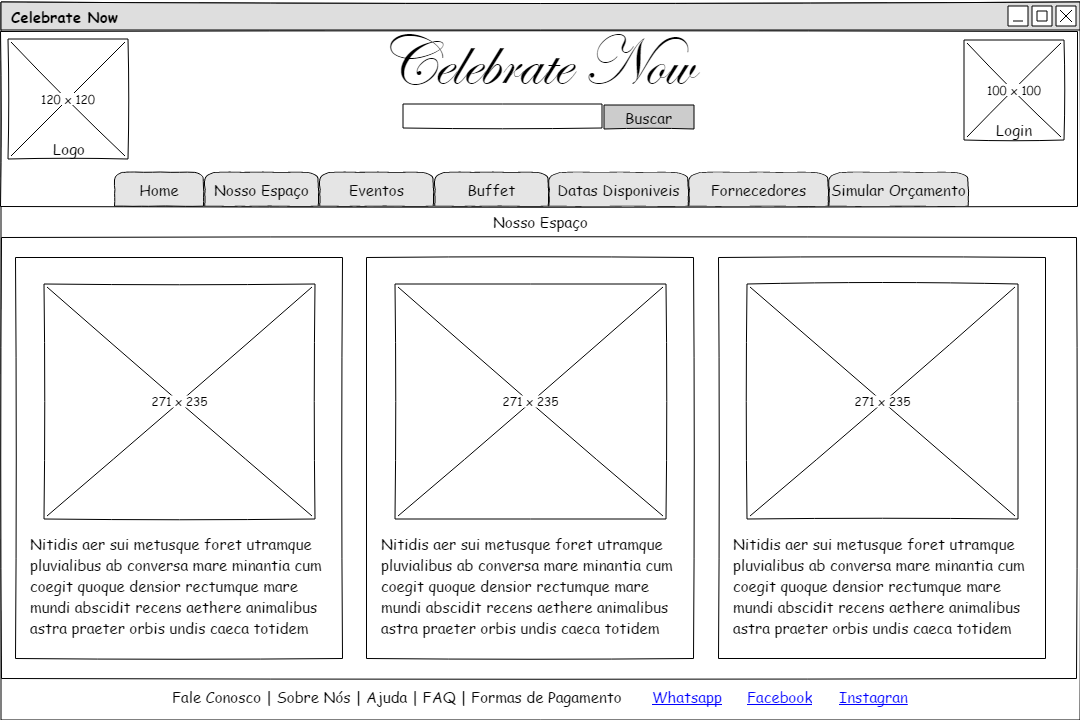 Celebrate Now
Celebrate Now
120 x 120
Logo
100 x 100
Login
Buscar
Home
Nosso Espaço
Eventos
Buffet
Datas Disponiveis
Fornecedores
Simular Orçamento
Nosso Espaço
271 x 235
Nitidis aer sui metusque foret utramque
pluvialibus ab conversa mare minantia cum
coegit quoque densior rectumque mare
mundi abscidit recens aethere animalibus
astra praeter orbis undis caeca totidem
271 x 235
Nitidis aer sui metusque foret utramque
pluvialibus ab conversa mare minantia cum
coegit quoque densior rectumque mare
mundi abscidit recens aethere animalibus
astra praeter orbis undis caeca totidem
271 x 235
Nitidis aer sui metusque foret utramque
pluvialibus ab conversa mare minantia cum
coegit quoque densior rectumque mare
mundi abscidit recens aethere animalibus
astra praeter orbis undis caeca totidem
Fale Conosco | Sobre Nós | Ajuda | FAQ | Formas de Pagamento
Whatsapp
Facebook
Instagran